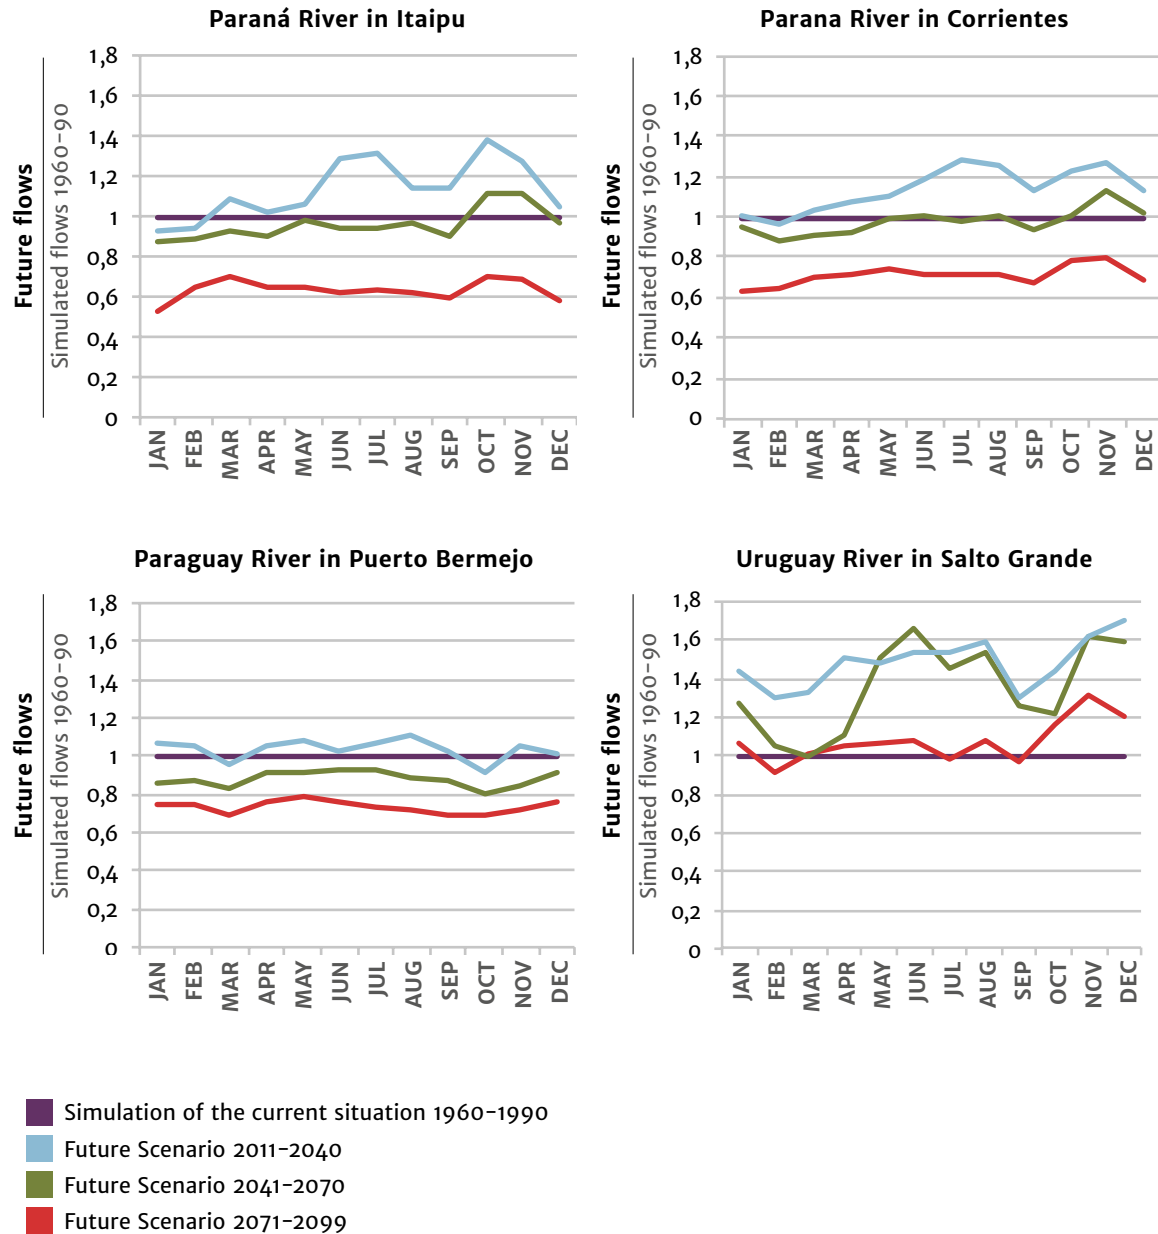 Paraná River in Itaipu
Future flows
Simulated flows 1960-90
1,8
1,6
1,4
1,2
1
0,8
0,6
0,4
0,2
0
JAN FEB MAR APR MAY JUN JUL AUG SEP OCT NOV DEC
Parana River in Corrientes
Future flows
Simulated flows 1960-90
1,8
1,6
1,4
1,2
1
0,8
0,6
0,4
0,2
0
JAN FEB MAR APR MAY JUN JUL AUG SEP OCT NOV DEC
Paraguay River in Puerto Bermejo
Future flows
Simulated flows 1960-90
1,8
1,6
1,4
1,2
1
0,8
0,6
0,4
0,2
0
JAN FEB MAR APR MAY JUN JUL AUG SEP OCT NOV DEC
Uruguay River in Salto Grande
Future flows
Simulated flows 1960-90
1,8
1,6
1,4
1,2
1
0,8
0,6
0,4
0,2
0
JAN FEB MAR APR MAY JUN JUL AUG SEP OCT NOV DEC
Simulation of the current situation 1960-1990
Future Scenario 2011-2040
Future Scenario 2041-2070
Future Scenario 2071-2099